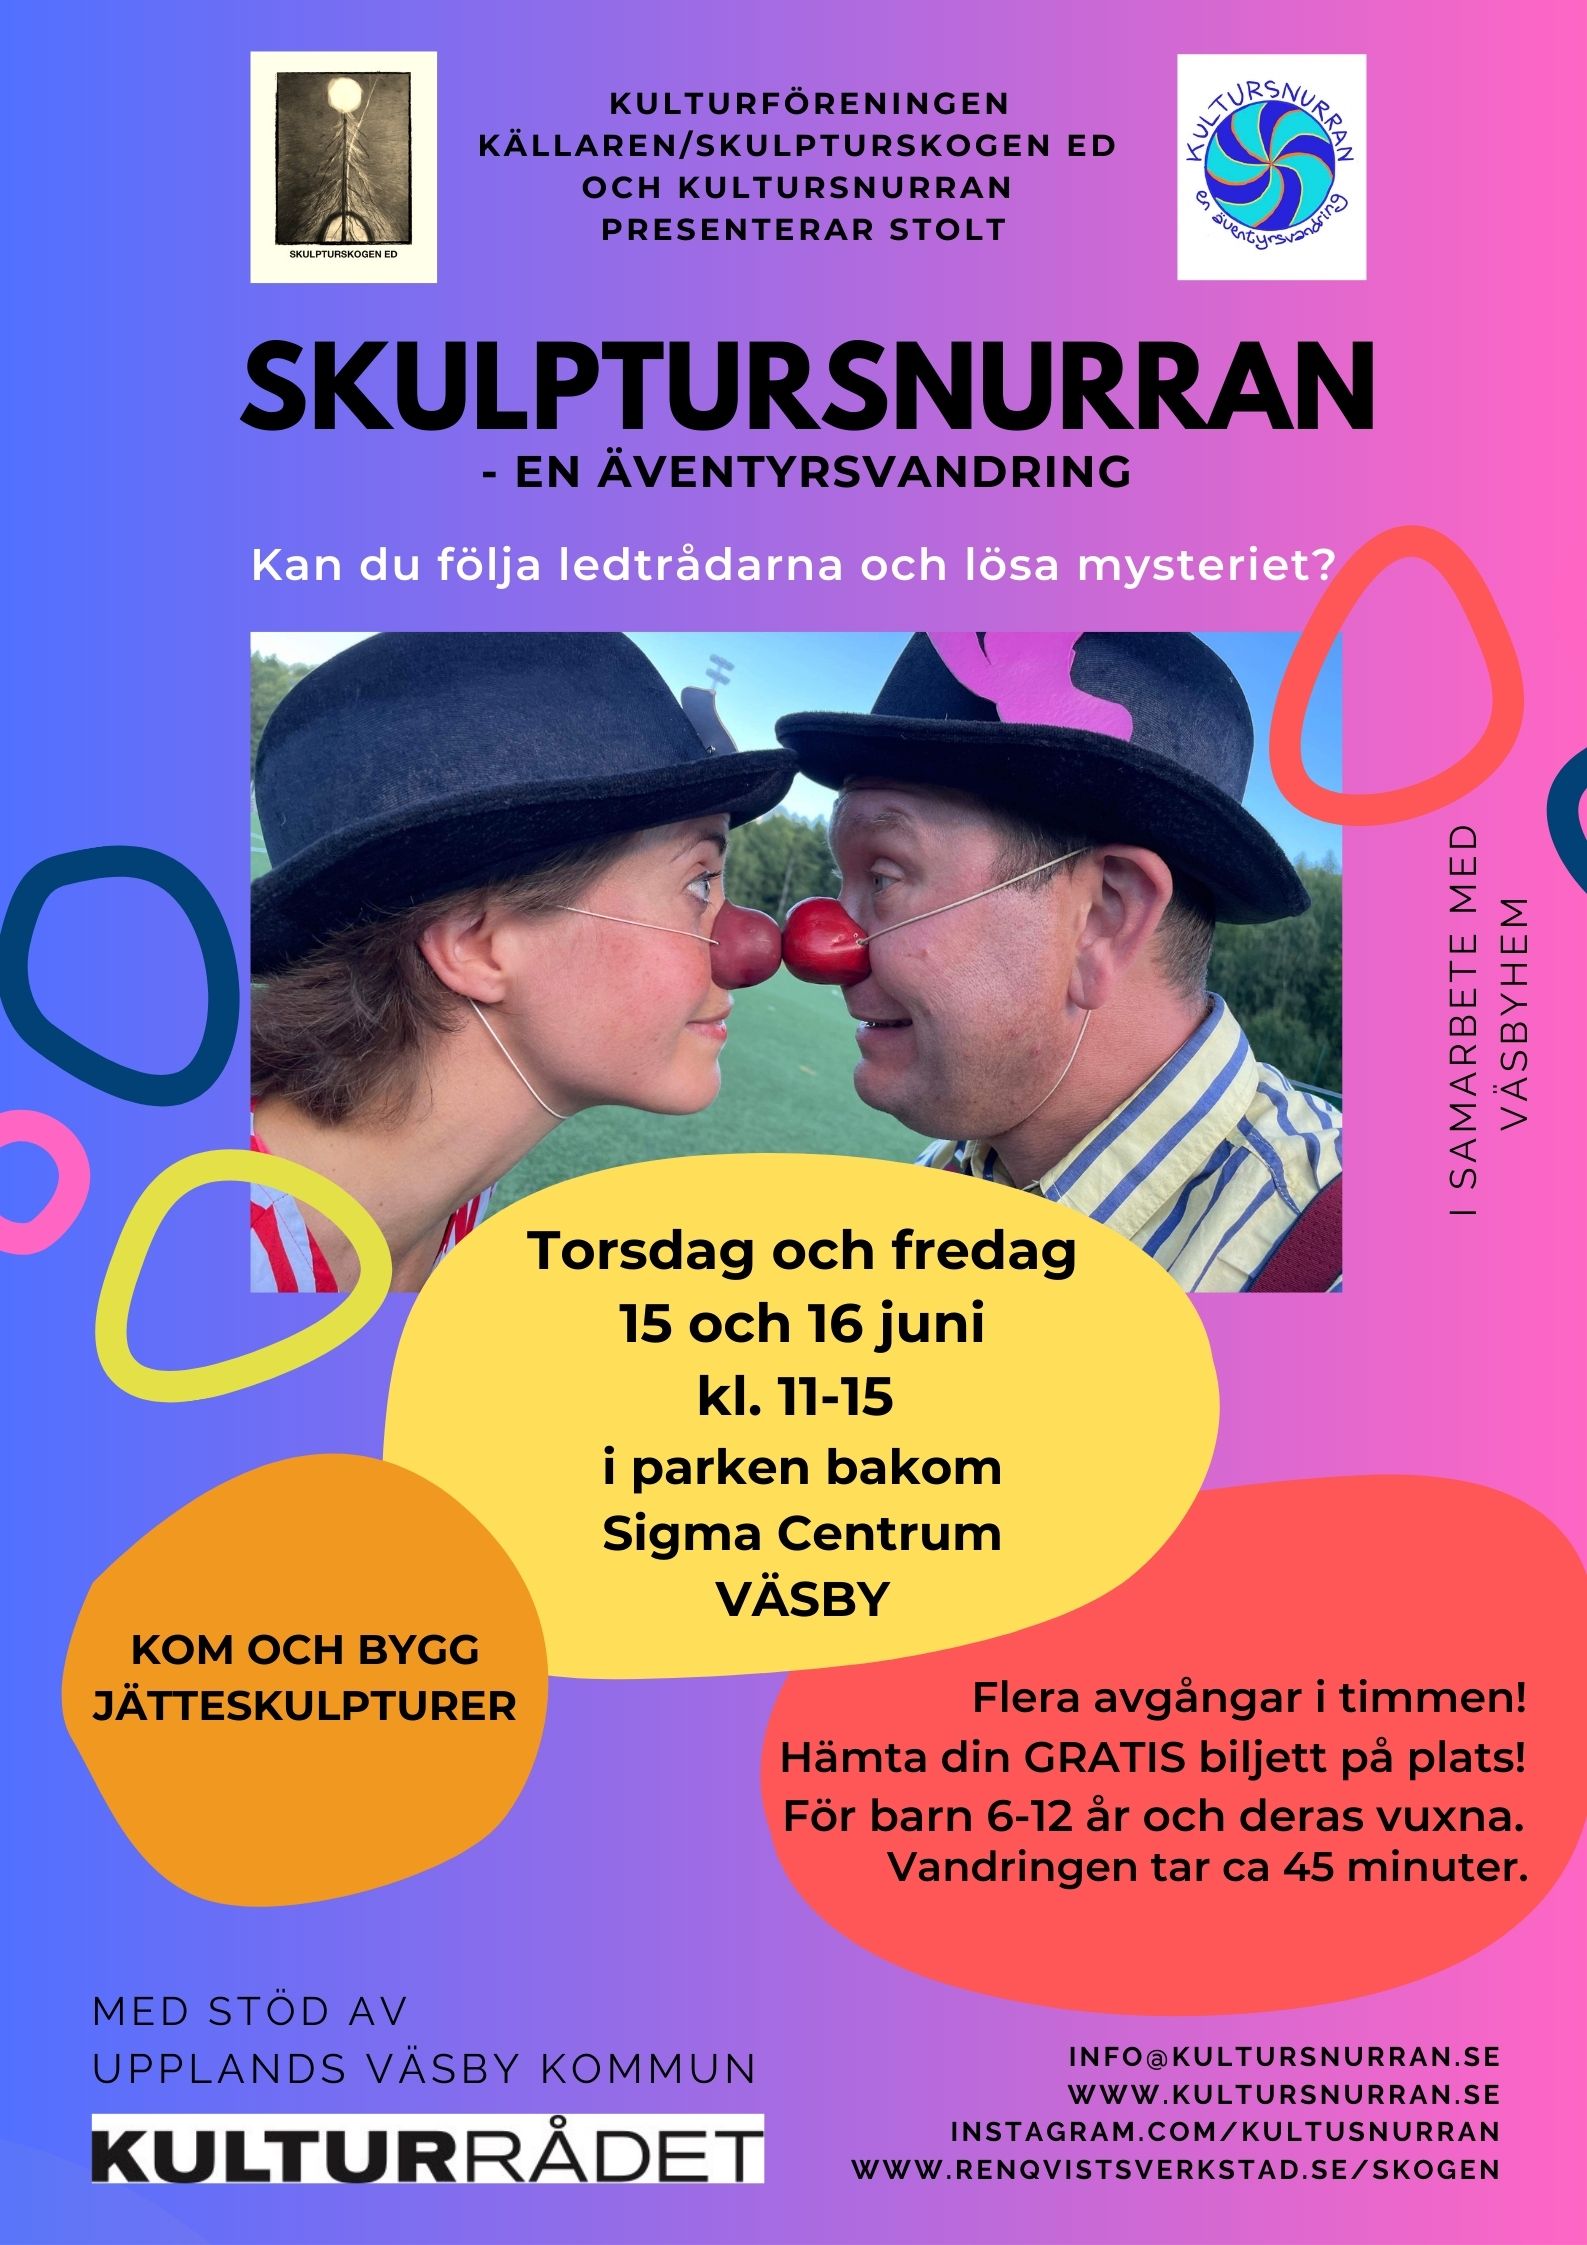 SKULPTURSKOGEN ED
KULTURFÖRENINGEN
KÄLLAREN/SKULPTURSKOGEN ED
OCH KULTURSNURRAN
PRESENTERAR STOLT
KULTURSNURRAN
en äventyrsvandring
SKULPTURSNURRAN
- EN ÄVENTYRSVANDRING
Kan du följa ledtrådarna och lösa mysteriet?
I SAMARBETE MED
VÄSBYHEM
Torsdag och fredag
15 och 16 juni
kl. 11-15
i parken bakom
Sigma Centrum
VÄSBY
KOM OCH BYGG
JÄTTESKULPTURER
Flera avgångar i timmen!
Hämta din GRATIS biljett på plats!
För barn 6-12 år och deras vuxna.
Vandringen tar ca 45 minuter.
MED STÖD AV
UPPLANDS VÄSBY KOMMUN
KULTURRÅDET
INFO@KULTURSNURRAN.SE
WWW.KULTURSNURRAN.SE
INSTAGRAM.COM/KULTUSNURRAN
WWW.RENQVISTSVERKSTAD.SE/SKOGEN